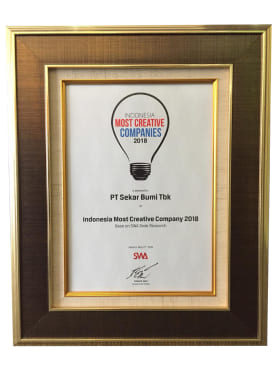 INDONESIA
MOST CREATIVE
COMPANIES
2018
PT Sekar Bumi Tbk
Indonesia Most Creative Company 2018
Base on SWA Desk Research
SWA